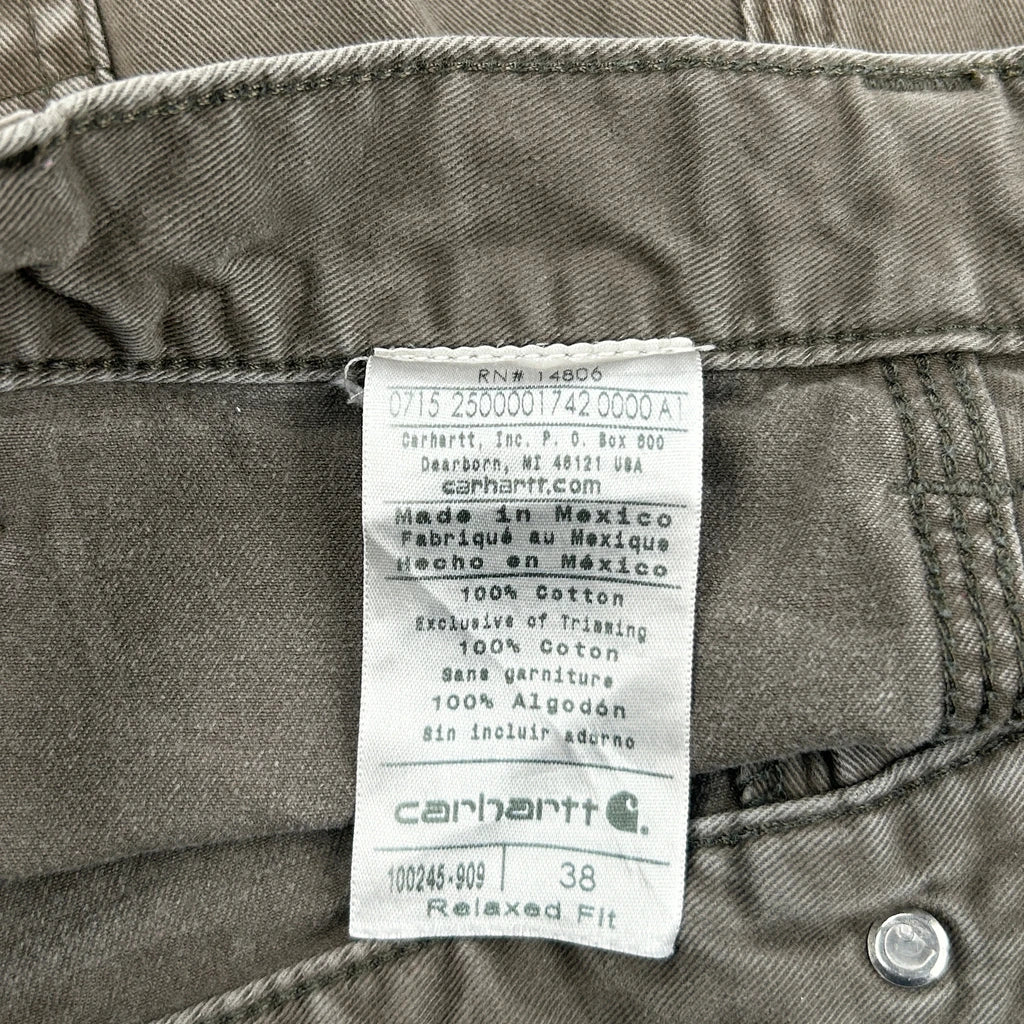 RN# 14806
0715 2500001742 0000 A1
Carhartt, Inc. P. O. Box 600
Dearborn, MI 48121 USA
carhartt.com
Made in Mexico
Fabriqué au Mexique
Hecho en México
100% Cotton
Exclusive of Trimming
100% Coton
Sans garniture
100% Algodón
Sin incluir adorno
carhartt
100245-909 38
Relaxed Fit